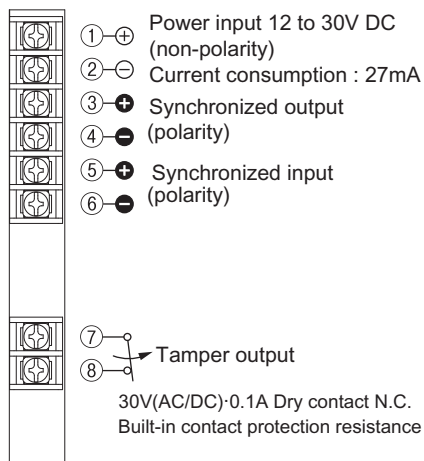 ① ⊕ Power input 12 to 30V DC
(non-polarity)
② ⊖ Current consumption : 27mA
③ + Synchronized output
④ − (polarity)
⑤ + Synchronized input
⑥ − (polarity)
⑦
Tamper output
⑧
30V(AC/DC)·0.1A Dry contact N.C.
Built-in contact protection resistance